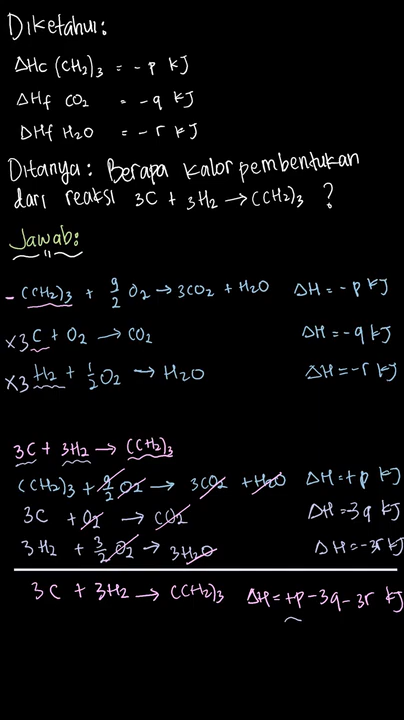 Diketahui:
ΔHc (CH2)3 = -p kJ
ΔHf CO2 = -q kJ
ΔHf H2O = -r kJ
Ditanya: Berapa kalor pembentukan
dari reaksi 3C + 3H2 → (CH2)3 ?
Jawab:
- (CH2)3 + 9/2 O2 → 3CO2 + H2O ΔH = -p kJ
×3 C + O2 → CO2 ΔH = -q kJ
×3 H2 + 1/2 O2 → H2O ΔH = -r kJ
3C + 3H2 → (CH2)3
(CH2)3 + 9/2 O2 → 3CO2 + H2O ΔH = +p kJ
3C + O2 → CO2 ΔH = -3q kJ
3H2 + 3/2 O2 → 3H2O ΔH = -3r kJ
3C + 3H2 → (CH2)3 ΔH = +p - 3q - 3r kJ